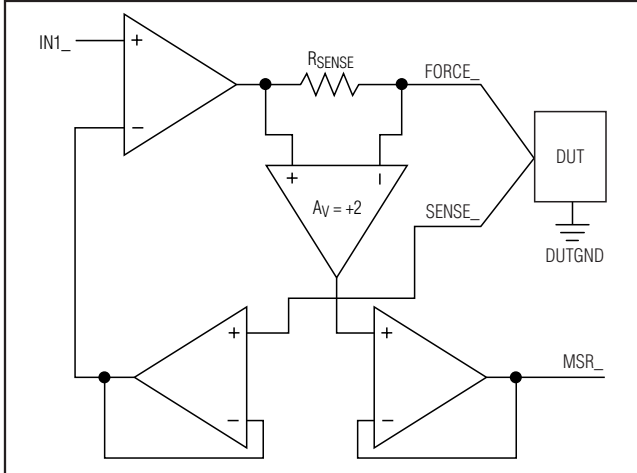 IN1_
+
−
RSENSE
FORCE_
DUT
DUTGND
+
−
AV = +2
SENSE_
+
−
+
−
MSR_